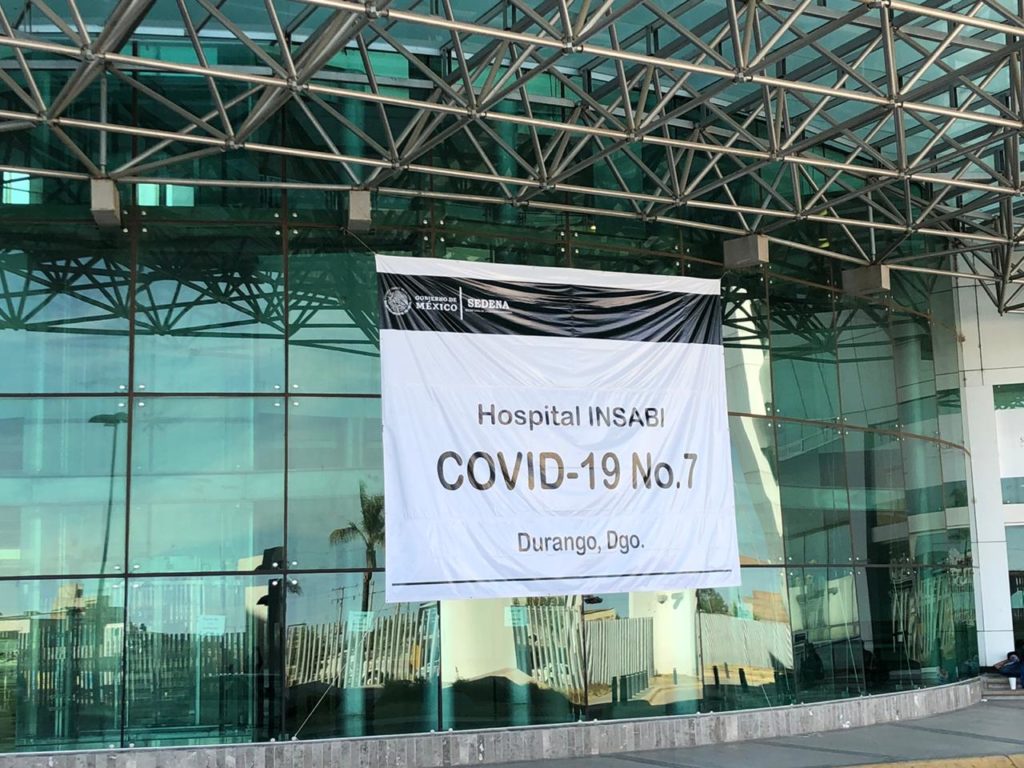 GOBIERNO DE
MÉXICO
SEDENA
Hospital INSABI
COVID-19 No.7
Durango, Dgo.